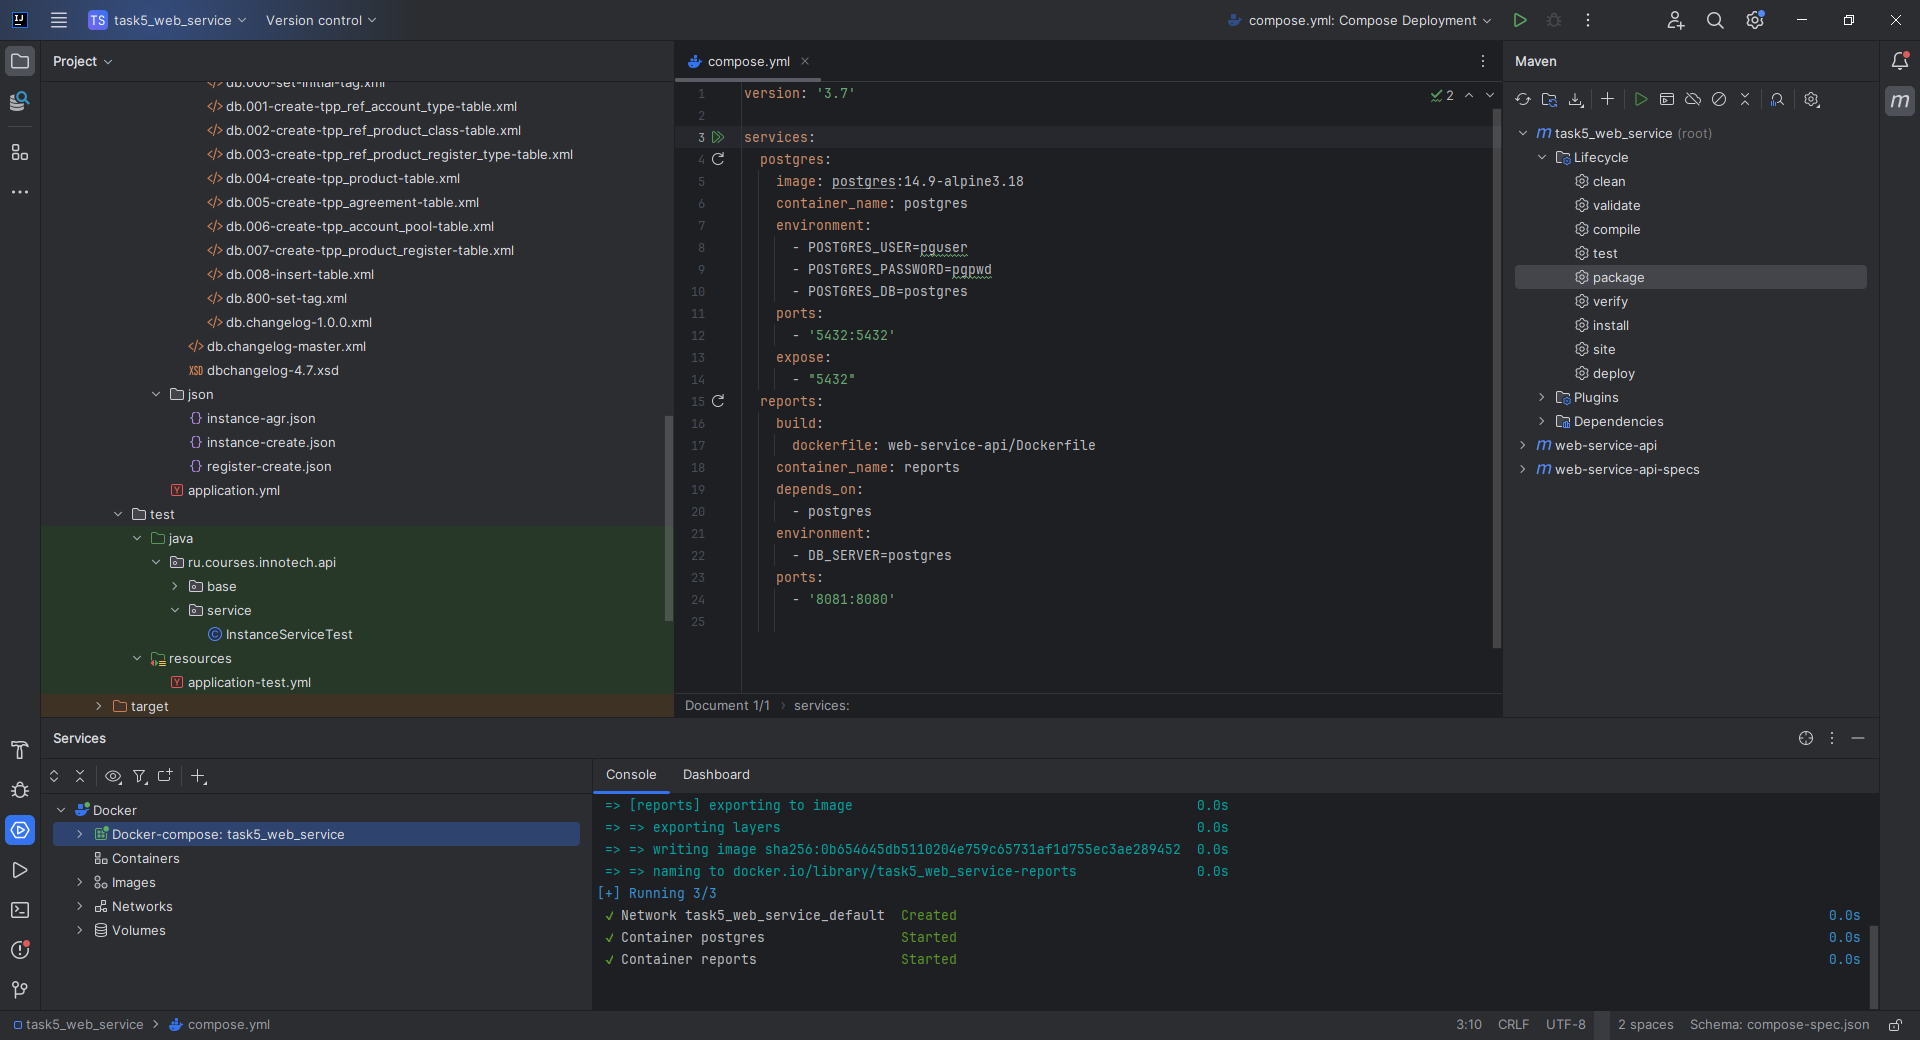 TS task5_web_service
Version control
compose.yml: Compose Deployment
Project
db.000-set-initial-tag.xml
db.001-create-tpp_ref_account_type-table.xml
db.002-create-tpp_ref_product_class-table.xml
db.003-create-tpp_ref_product_register_type-table.xml
db.004-create-tpp_product-table.xml
db.005-create-tpp_agreement-table.xml
db.006-create-tpp_account_pool-table.xml
db.007-create-tpp_product_register-table.xml
db.008-insert-table.xml
db.800-set-tag.xml
db.changelog-1.0.0.xml
db.changelog-master.xml
XSD dbchangelog-4.7.xsd
json
instance-agr.json
instance-create.json
register-create.json
application.yml
test
java
ru.courses.innotech.api
base
service
InstanceServiceTest
resources
application-test.yml
target
compose.yml
2
1 version: '3.7'
2
3 services:
4 postgres:
5 image: postgres:14.9-alpine3.18
6 container_name: postgres
7 environment:
8 - POSTGRES_USER=pguser
9 - POSTGRES_PASSWORD=pgpwd
10 - POSTGRES_DB=postgres
11 ports:
12 - '5432:5432'
13 expose:
14 - "5432"
15 reports:
16 build:
17 dockerfile: web-service-api/Dockerfile
18 container_name: reports
19 depends_on:
20 - postgres
21 environment:
22 - DB_SERVER=postgres
23 ports:
24 - '8081:8080'
25
Document 1/1 › services:
Maven
task5_web_service (root)
Lifecycle
clean
validate
compile
test
package
verify
install
site
deploy
Plugins
Dependencies
web-service-api
web-service-api-specs
Services
Docker
Docker-compose: task5_web_service
Containers
Images
Networks
Volumes
Console Dashboard
=> [reports] exporting to image 0.0s
=> => exporting layers 0.0s
=> => writing image sha256:0b654645db5110204e759c65731af1d755ec3ae289452 0.0s
=> => naming to docker.io/library/task5_web_service-reports 0.0s
[+] Running 3/3
✓ Network task5_web_service_default Created 0.0s
✓ Container postgres Started 0.0s
✓ Container reports Started 0.0s
task5_web_service › compose.yml
3:10 CRLF UTF-8 2 spaces Schema: compose-spec.json